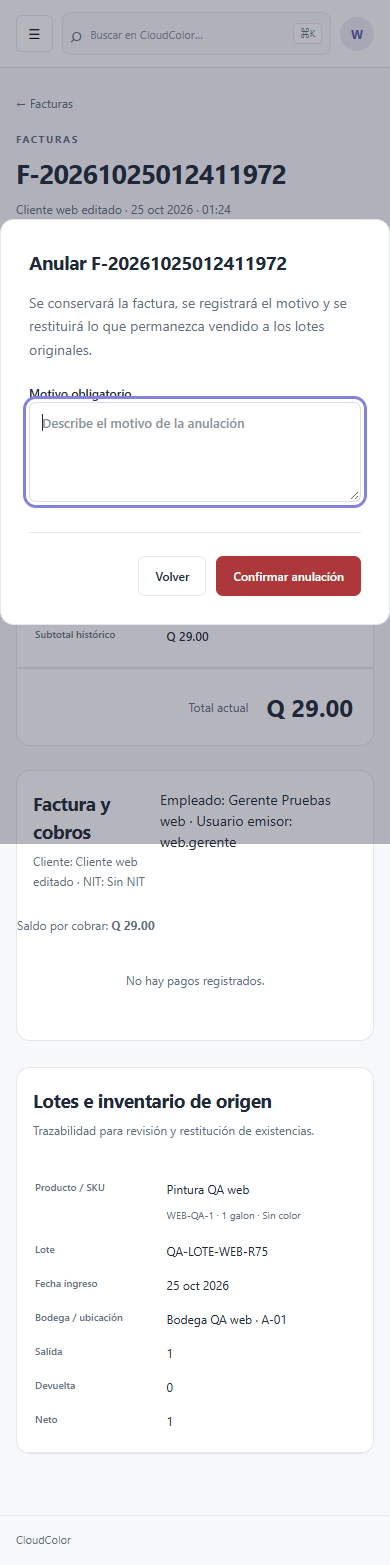 ☰
Buscar en CloudColor...
⌘K
W
← Facturas
FACTURAS
F-20261025012411972
Cliente web editado · 25 oct 2026 · 01:24
Anular F-20261025012411972
Se conservará la factura, se registrará el motivo y se
restituirá lo que permanezca vendido a los lotes
originales.
Motivo obligatorio
Describe el motivo de la anulación
Volver
Confirmar anulación
Subtotal histórico
Q 29.00
Total actual
Q 29.00
Factura y
cobros
Empleado: Gerente Pruebas
web · Usuario emisor:
web.gerente
Cliente: Cliente web
editado · NIT: Sin NIT
Saldo por cobrar: Q 29.00
No hay pagos registrados.
Lotes e inventario de origen
Trazabilidad para revisión y restitución de existencias.
Producto / SKU
Pintura QA web
WEB-QA-1 · 1 galon · Sin color
Lote
QA-LOTE-WEB-R75
Fecha ingreso
25 oct 2026
Bodega / ubicación
Bodega QA web · A-01
Salida
1
Devuelta
0
Neto
1
CloudColor